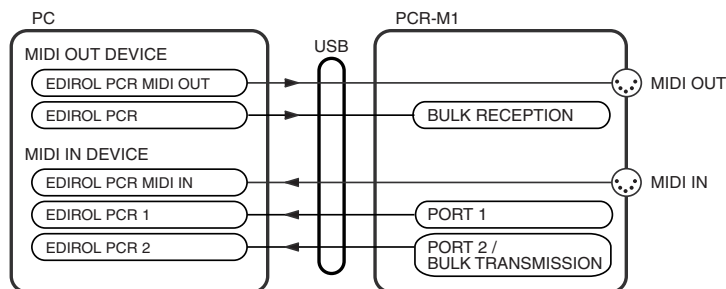 PC
PCR-M1
USB
MIDI OUT DEVICE
EDIROL PCR MIDI OUT
MIDI OUT
EDIROL PCR
BULK RECEPTION
MIDI IN DEVICE
EDIROL PCR MIDI IN
MIDI IN
EDIROL PCR 1
PORT 1
EDIROL PCR 2
PORT 2 /
BULK TRANSMISSION